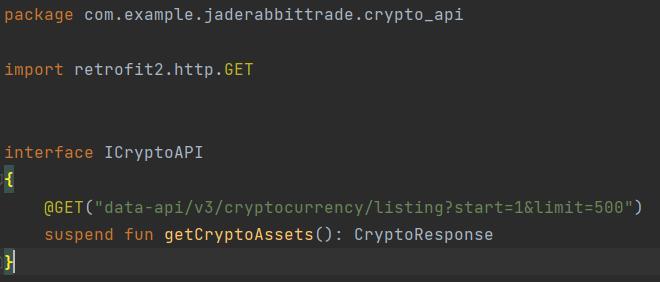 package com.example.jaderabbittrade.crypto_api
import retrofit2.http.GET
interface ICryptoAPI
{
@GET("data-api/v3/cryptocurrency/listing?start=1&limit=500")
suspend fun getCryptoAssets(): CryptoResponse
}